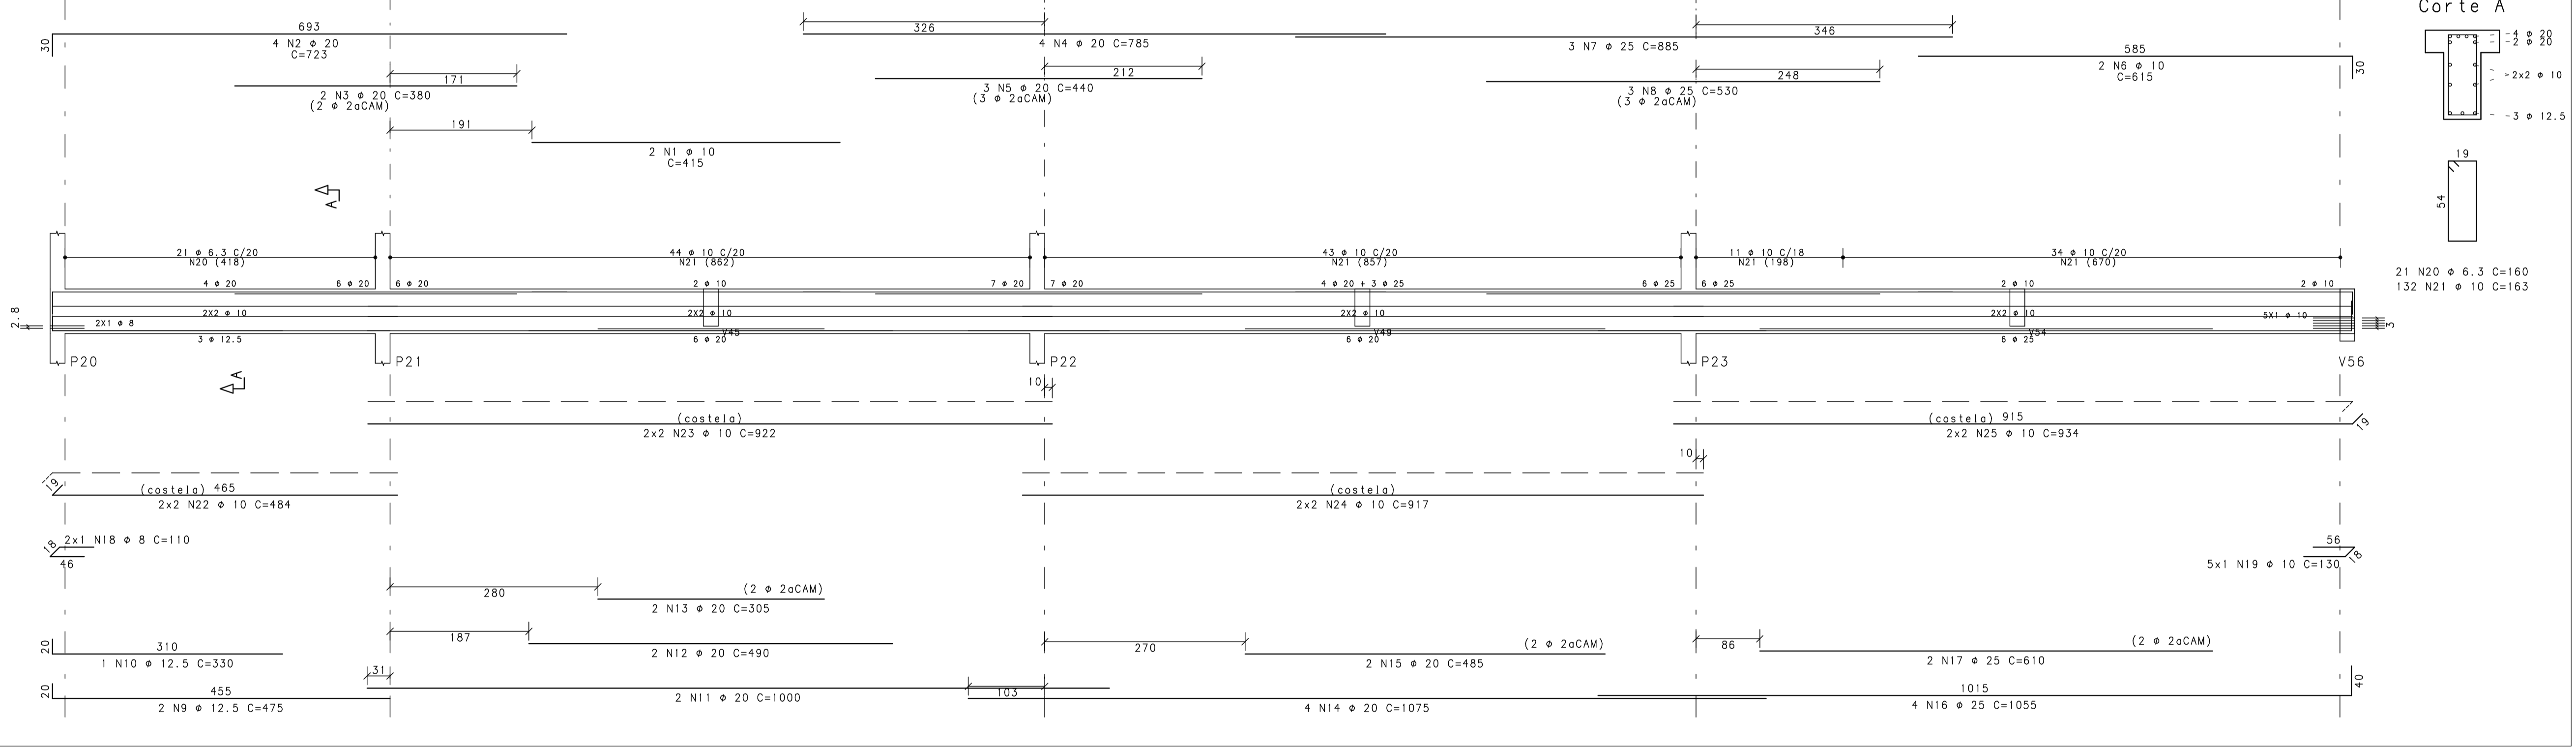 Corte A
693
30
4 N2 ϕ 20
C=723
326
4 N4 ϕ 20 C=785
346
3 N7 ϕ 25 C=885
585
2 N6 ϕ 10
C=615
30
171
2 N3 ϕ 20 C=380
(2 ϕ 2aCAM)
212
3 N5 ϕ 20 C=440
(3 ϕ 2aCAM)
248
3 N8 ϕ 25 C=530
(3 ϕ 2aCAM)
191
2 N1 ϕ 10
C=415
-4 ϕ 20
-2 ϕ 20
>2x2 ϕ 10
-3 ϕ 12.5
19
54
21 N20 ϕ 6.3 C=160
132 N21 ϕ 10 C=163
A
21 ϕ 6.3 C/20
N20 (418)
44 ϕ 10 C/20
N21 (862)
43 ϕ 10 C/20
N21 (857)
11 ϕ 10 C/18
N21 (198)
34 ϕ 10 C/20
N21 (670)
4 ϕ 20
6 ϕ 20
6 ϕ 20
2 ϕ 10
7 ϕ 20
7 ϕ 20
4 ϕ 20 + 3 ϕ 25
6 ϕ 25
6 ϕ 25
2 ϕ 10
2 ϕ 10
2.8
2X1 ϕ 8
2X2 ϕ 10
2X2 ϕ 10
2X2 ϕ 10
2X2 ϕ 10
5X1 ϕ 10
3
V45
V49
V54
3 ϕ 12.5
6 ϕ 20
6 ϕ 20
6 ϕ 25
P20
P21
P22
P23
V56
A
10
(costela)
2x2 N23 ϕ 10 C=922
(costela) 915
2x2 N25 ϕ 10 C=934
19
10
19
(costela) 465
2x2 N22 ϕ 10 C=484
(costela)
2x2 N24 ϕ 10 C=917
18
2x1 N18 ϕ 8 C=110
46
56
18
5x1 N19 ϕ 10 C=130
280
(2 ϕ 2aCAM)
2 N13 ϕ 20 C=305
187
2 N12 ϕ 20 C=490
270
(2 ϕ 2aCAM)
2 N15 ϕ 20 C=485
86
(2 ϕ 2aCAM)
2 N17 ϕ 25 C=610
20
310
1 N10 ϕ 12.5 C=330
31
2 N11 ϕ 20 C=1000
20
455
2 N9 ϕ 12.5 C=475
103
4 N14 ϕ 20 C=1075
1015
4 N16 ϕ 25 C=1055
40